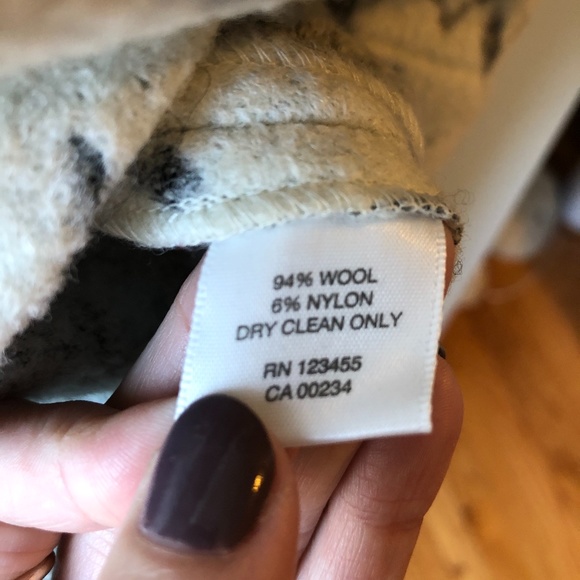 94% WOOL
6% NYLON
DRY CLEAN ONLY
RN 123455
CA 00234